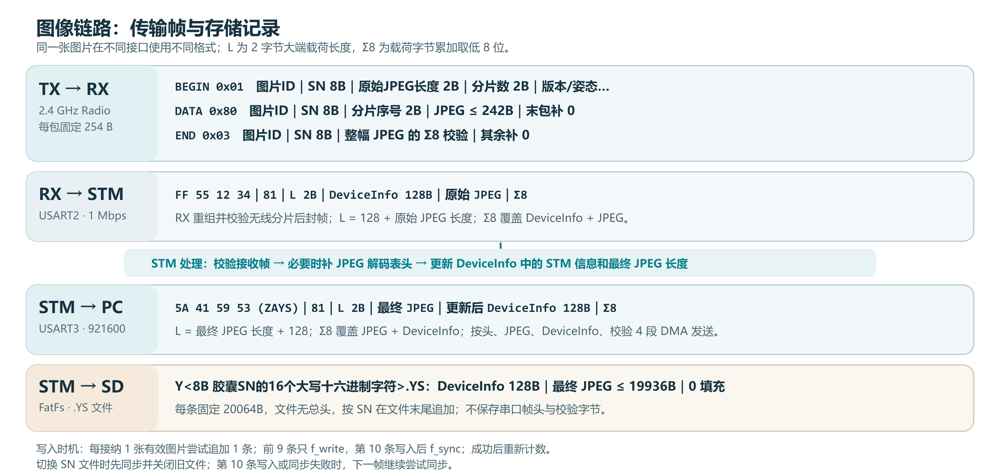 图像链路：传输帧与存储记录
同一张图片在不同接口使用不同格式；L 为 2 字节大端载荷长度，Σ8 为载荷字节累加取低 8 位。
TX → RX
2.4 GHz Radio
每包固定 254 B
BEGIN 0x01 图片ID | SN 8B | 原始JPEG长度 2B | 分片数 2B | 版本/姿态…
DATA 0x80 图片ID | SN 8B | 分片序号 2B | JPEG ≤ 242B | 末包补 0
END 0x03 图片ID | SN 8B | 整幅 JPEG 的 Σ8 校验 | 其余补 0
RX → STM
USART2 · 1 Mbps
FF 55 12 34 | 81 | L 2B | DeviceInfo 128B | 原始 JPEG | Σ8
RX 重组并校验无线分片后封帧；L = 128 + 原始 JPEG 长度；Σ8 覆盖 DeviceInfo + JPEG。
STM 处理：校验接收帧 → 必要时补 JPEG 解码表头 → 更新 DeviceInfo 中的 STM 信息和最终 JPEG 长度
STM → PC
USART3 · 921600
5A 41 59 53 (ZAYS) | 81 | L 2B | 最终 JPEG | 更新后 DeviceInfo 128B | Σ8
L = 最终 JPEG 长度 + 128；Σ8 覆盖 JPEG + DeviceInfo；按头、JPEG、DeviceInfo、校验 4 段 DMA 发送。
STM → SD
FatFs · .YS 文件
Y<8B 胶囊SN的16个大写十六进制字符>.YS：DeviceInfo 128B | 最终 JPEG ≤ 19936B | 0 填充
每条固定 20064B，文件无总头，按 SN 在文件末尾追加；不保存串口帧头与校验字节。
写入时机：每接纳 1 张有效图片尝试追加 1 条；前 9 条只 f_write，第 10 条写入后 f_sync；成功后重新计数。
切换 SN 文件时先同步并关闭旧文件；第 10 条写入或同步失败时，下一帧继续尝试同步。